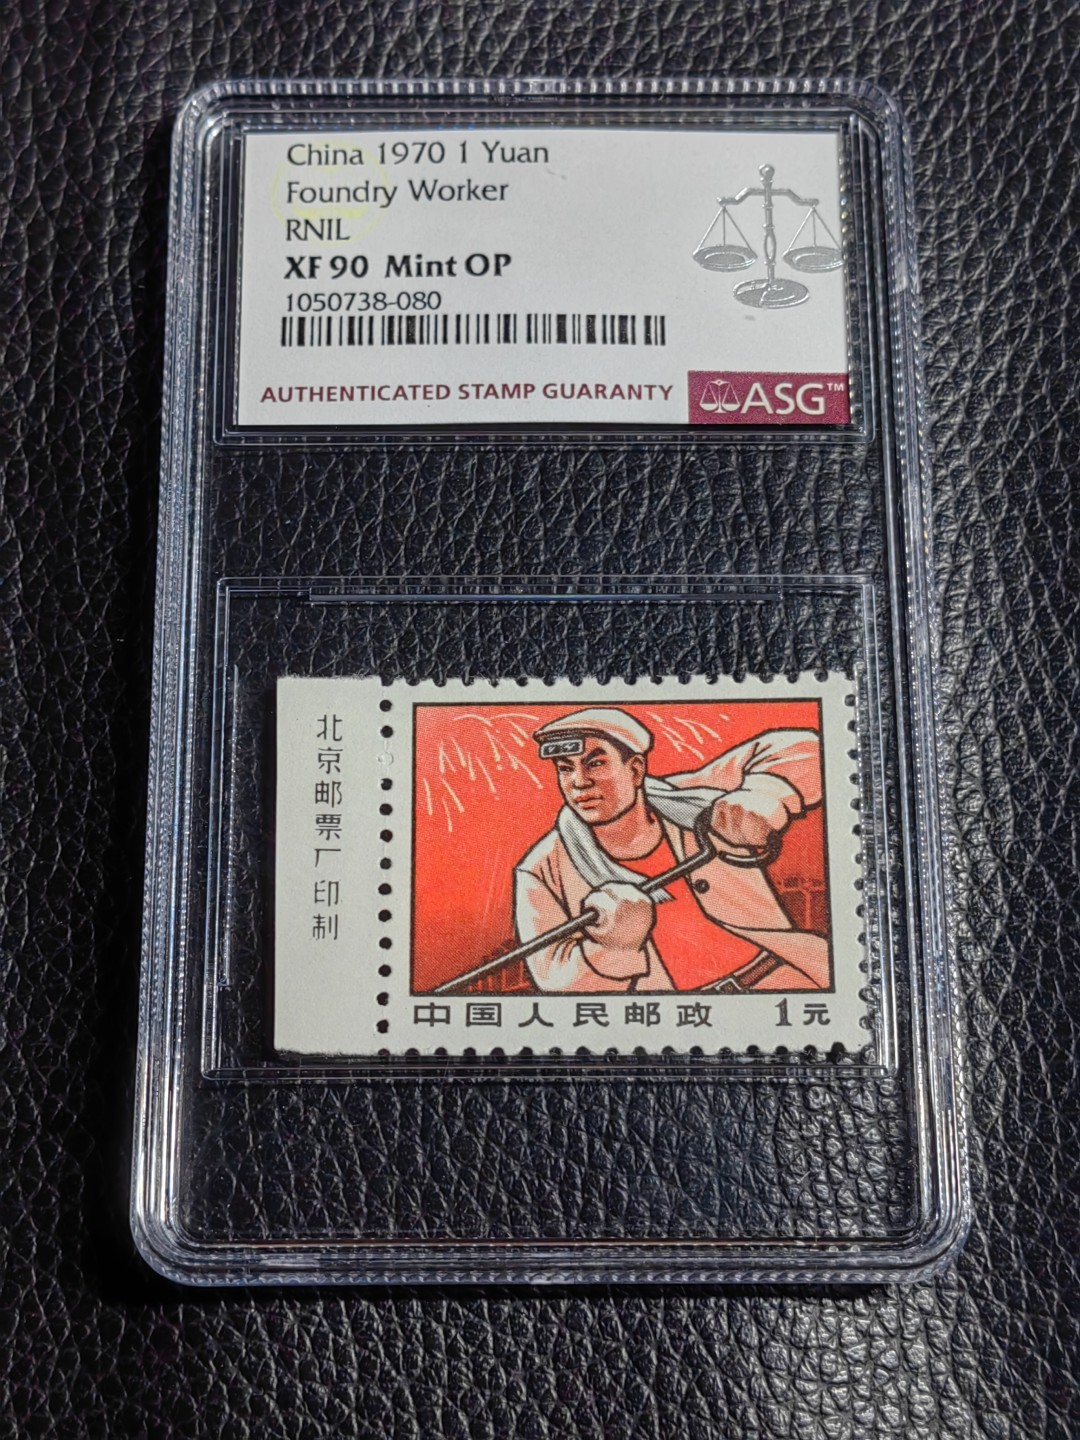 China 1970 1 Yuan
Foundry Worker
RNIL
XF 90 Mint OP
1050738-080
AUTHENTICATED STAMP GUARANTY
ASG™
北京邮票厂印制
中国人民邮政 1元